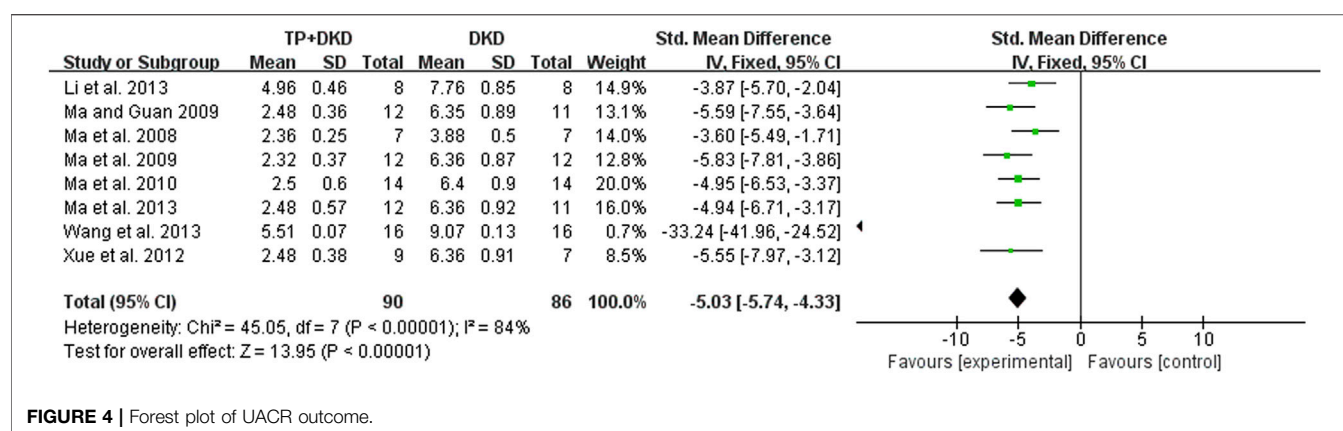 TP+DKD DKD Std. Mean Difference Std. Mean Difference
Study or Subgroup Mean SD Total Mean SD Total Weight IV, Fixed, 95% CI IV, Fixed, 95% CI
Li et al. 2013 4.96 0.46 8 7.76 0.85 8 14.9% -3.87 [-5.70, -2.04]
Ma and Guan 2009 2.48 0.36 12 6.35 0.89 11 13.1% -5.59 [-7.55, -3.64]
Ma et al. 2008 2.36 0.25 7 3.88 0.5 7 14.0% -3.60 [-5.49, -1.71]
Ma et al. 2009 2.32 0.37 12 6.36 0.87 12 12.8% -5.83 [-7.81, -3.86]
Ma et al. 2010 2.5 0.6 14 6.4 0.9 14 20.0% -4.95 [-6.53, -3.37]
Ma et al. 2013 2.48 0.57 12 6.36 0.92 11 16.0% -4.94 [-6.71, -3.17]
Wang et al. 2013 5.51 0.07 16 9.07 0.13 16 0.7% -33.24 [-41.96, -24.52]
Xue et al. 2012 2.48 0.38 9 6.36 0.91 7 8.5% -5.55 [-7.97, -3.12]
Total (95% CI) 90 86 100.0% -5.03 [-5.74, -4.33]
Heterogeneity: Chi² = 45.05, df = 7 (P < 0.00001); I² = 84%
Test for overall effect: Z = 13.95 (P < 0.00001)
-10 -5 0 5 10
Favours [experimental] Favours [control]
FIGURE 4 | Forest plot of UACR outcome.